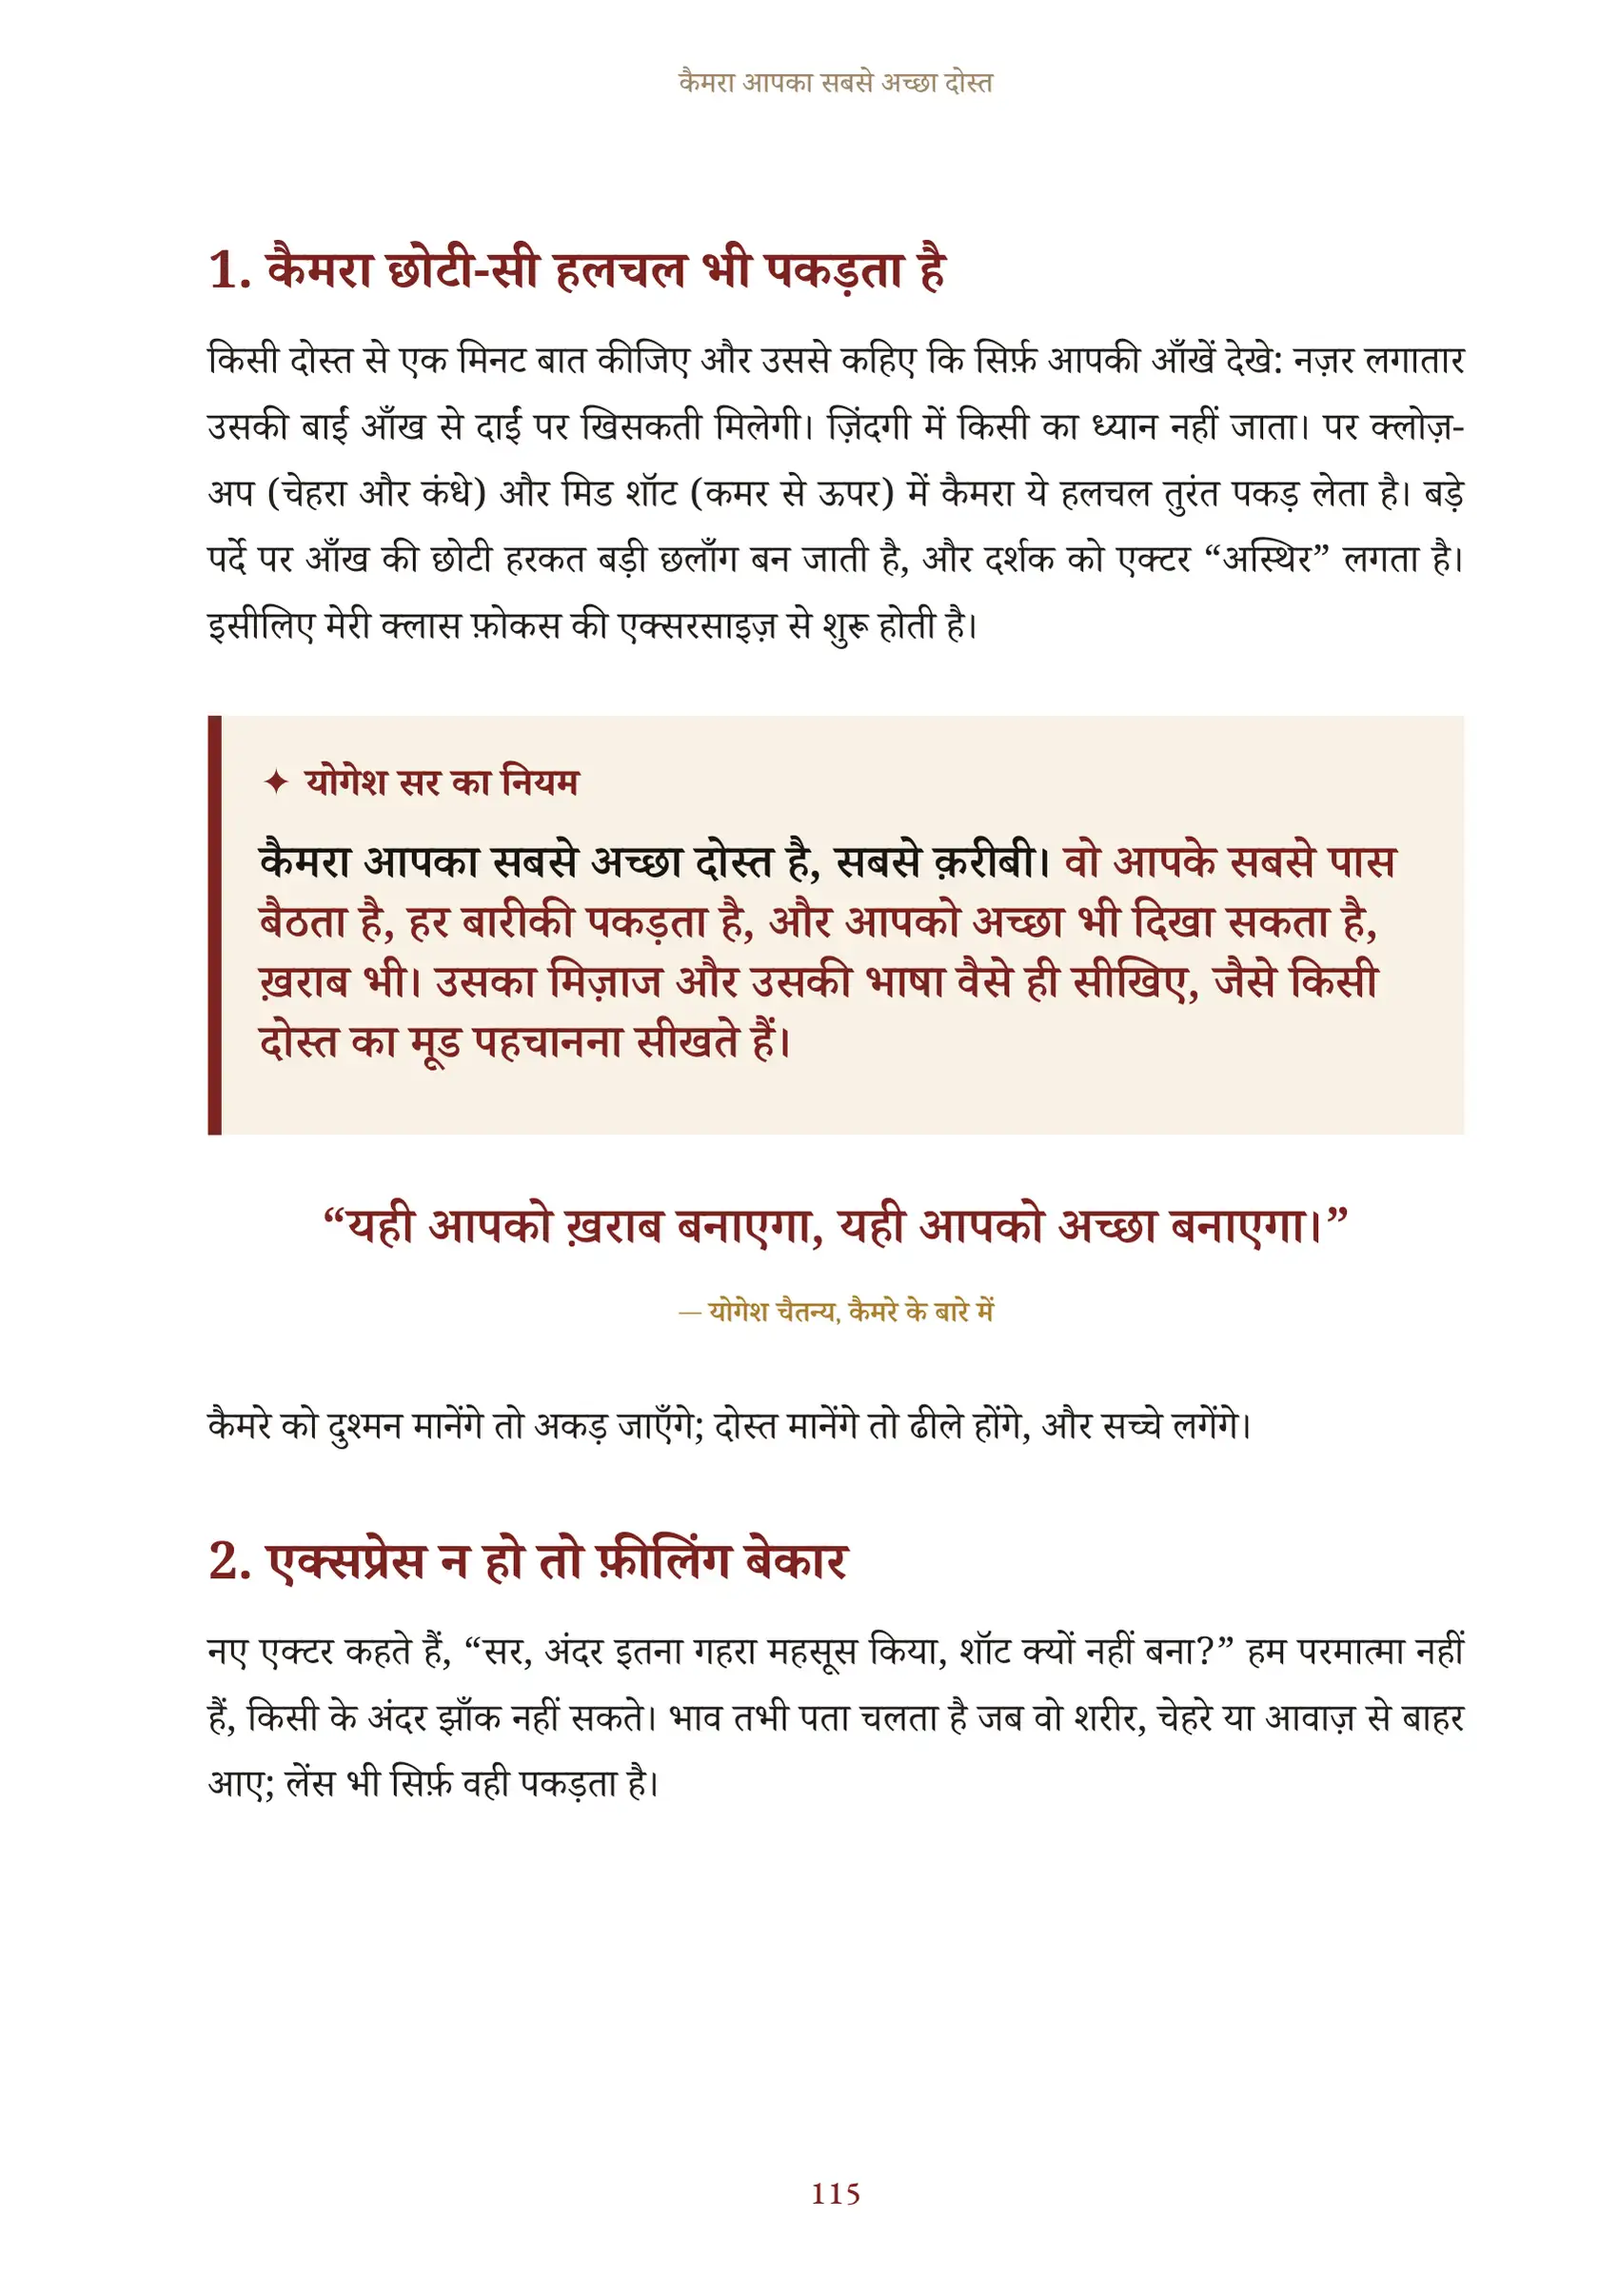 कैमरा आपका सबसे अच्छा दोस्त
1. कैमरा छोटी-सी हलचल भी पकड़ता है
किसी दोस्त से एक मिनट बात कीजिए और उससे कहिए कि सिर्फ़ आपकी आँखें देखे: नज़र लगातार
उसकी बाईं आँख से दाईं पर खिसकती मिलेगी। ज़िंदगी में किसी का ध्यान नहीं जाता। पर क्लोज़-
अप (चेहरा और कंधे) और मिड शॉट (कमर से ऊपर) में कैमरा ये हलचल तुरंत पकड़ लेता है। बड़े
पर्दे पर आँख की छोटी हरकत बड़ी छलाँग बन जाती है, और दर्शक को एक्टर “अस्थिर” लगता है।
इसीलिए मेरी क्लास फ़ोकस की एक्सरसाइज़ से शुरू होती है।
✦ योगेश सर का नियम
कैमरा आपका सबसे अच्छा दोस्त है, सबसे क़रीबी। वो आपके सबसे पास
बैठता है, हर बारीकी पकड़ता है, और आपको अच्छा भी दिखा सकता है,
ख़राब भी। उसका मिज़ाज और उसकी भाषा वैसे ही सीखिए, जैसे किसी
दोस्त का मूड पहचानना सीखते हैं।
“यही आपको ख़राब बनाएगा, यही आपको अच्छा बनाएगा।”
— योगेश चैतन्य, कैमरे के बारे में
कैमरे को दुश्मन मानेंगे तो अकड़ जाएँगे; दोस्त मानेंगे तो ढीले होंगे, और सच्चे लगेंगे।
2. एक्सप्रेस न हो तो फ़ीलिंग बेकार
नए एक्टर कहते हैं, “सर, अंदर इतना गहरा महसूस किया, शॉट क्यों नहीं बना?” हम परमात्मा नहीं
हैं, किसी के अंदर झाँक नहीं सकते। भाव तभी पता चलता है जब वो शरीर, चेहरे या आवाज़ से बाहर
आए; लेंस भी सिर्फ़ वही पकड़ता है।
115